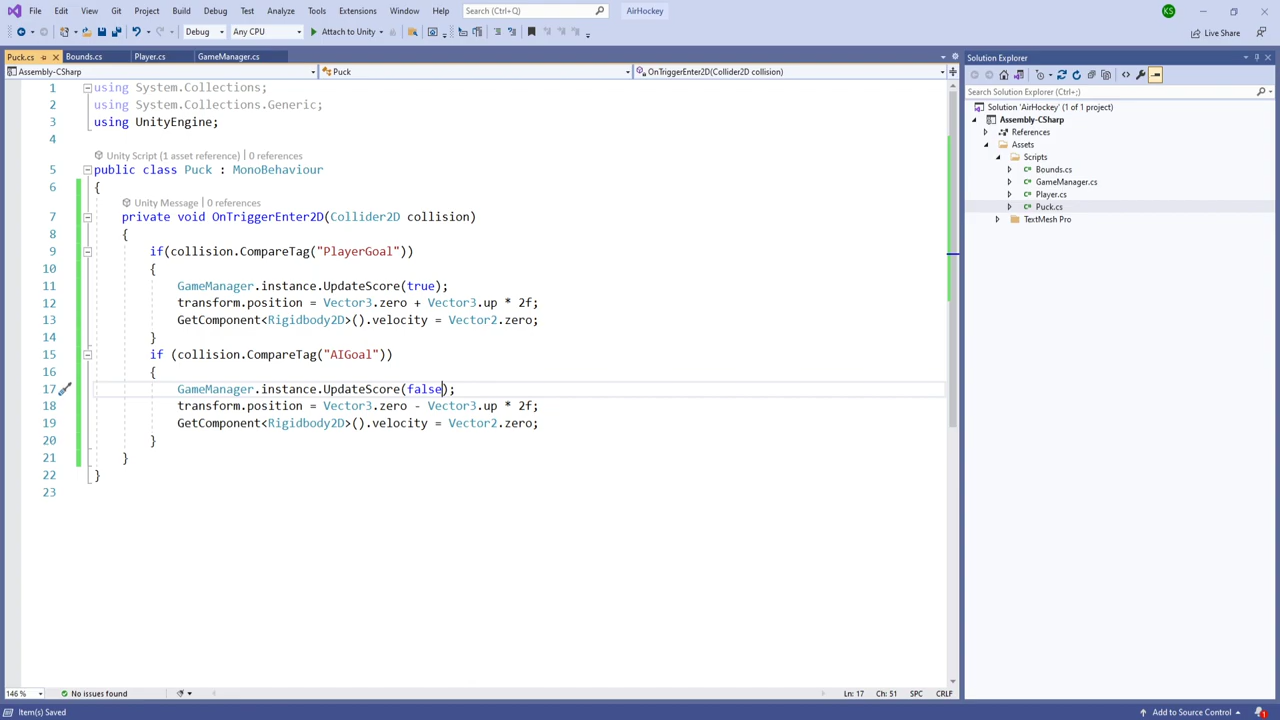 File Edit View Git Project Build Debug Test Analyze Tools Extensions Window Help Search (Ctrl+Q) AirHockey KS
Debug Any CPU Attach to Unity Live Share
Puck.cs Bounds.cs Player.cs GameManager.cs
Assembly-CSharp Puck OnTriggerEnter2D(Collider2D collision)
1 using System.Collections;
2 using System.Collections.Generic;
3 using UnityEngine;
4
Unity Script (1 asset reference) | 0 references
5 public class Puck : MonoBehaviour
6 {
Unity Message | 0 references
7 private void OnTriggerEnter2D(Collider2D collision)
8 {
9 if(collision.CompareTag("PlayerGoal"))
10 {
11 GameManager.instance.UpdateScore(true);
12 transform.position = Vector3.zero + Vector3.up * 2f;
13 GetComponent<Rigidbody2D>().velocity = Vector2.zero;
14 }
15 if (collision.CompareTag("AIGoal"))
16 {
17 GameManager.instance.UpdateScore(false);
18 transform.position = Vector3.zero - Vector3.up * 2f;
19 GetComponent<Rigidbody2D>().velocity = Vector2.zero;
20 }
21 }
22 }
23
146 % No issues found Ln: 17 Ch: 51 SPC CRLF
Solution Explorer
Search Solution Explorer (Ctrl+;)
Solution 'AirHockey' (1 of 1 project)
Assembly-CSharp
References
Assets
Scripts
Bounds.cs
GameManager.cs
Player.cs
Puck.cs
TextMesh Pro
Item(s) Saved Add to Source Control 1